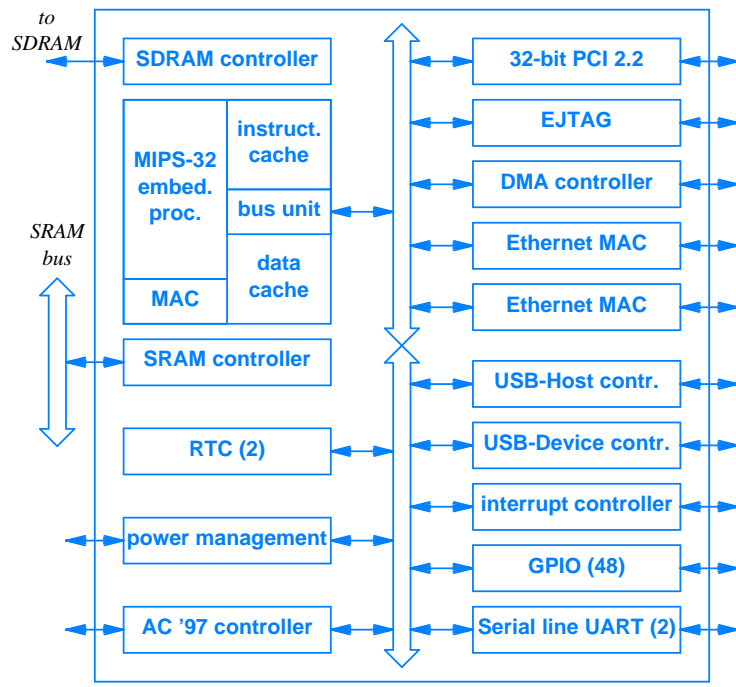 to
SDRAM
SDRAM controller
MIPS-32
embed.
proc.
MAC
instruct.
cache
bus unit
data
cache
SRAM
bus
SRAM controller
RTC (2)
power management
AC ’97 controller
32-bit PCI 2.2
EJTAG
DMA controller
Ethernet MAC
Ethernet MAC
USB-Host contr.
USB-Device contr.
interrupt controller
GPIO (48)
Serial line UART (2)